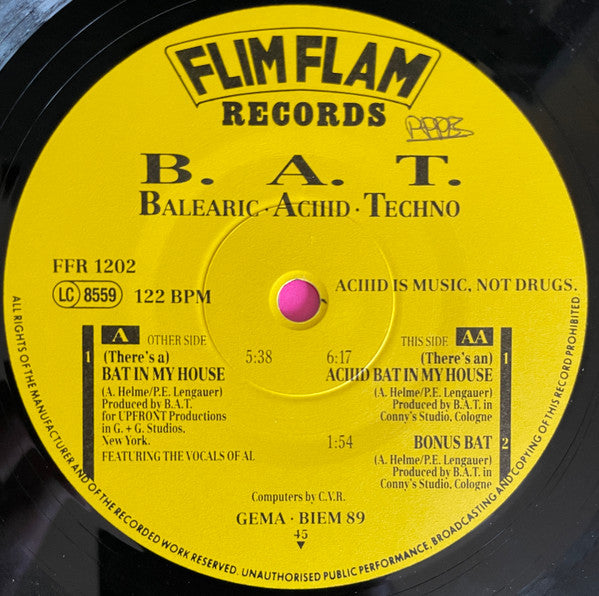 FLIM FLAM
RECORDS
PPPS
B. A. T.
BALEARIC · ACIIID · TECHNO
FFR 1202
LC 8559
122 BPM
ACIIID IS MUSIC, NOT DRUGS.
A OTHER SIDE
1 (There's a) 5:38
BAT IN MY HOUSE
(A. Helme/P.E. Lengauer)
Produced by B.A.T.
for UPFRONT Productions
in G. + G. Studios,
New York.
FEATURING THE VOCALS OF AL
THIS SIDE AA
6:17 (There's an) 1
ACIIID BAT IN MY HOUSE
(A. Helme/P.E. Lengauer)
Produced by B.A.T. in
Conny's Studio, Cologne
1:54 BONUS BAT 2
(A. Helme/P.E. Lengauer)
Produced by B.A.T. in
Conny's Studio, Cologne
Computers by C.V.R.
GEMA · BIEM 89
45
ALL RIGHTS OF THE MANUFACTURER AND OF THE RECORDED WORK RESERVED. UNAUTHORISED PUBLIC PERFORMANCE, BROADCASTING AND COPYING OF THIS RECORD PROHIBITED.